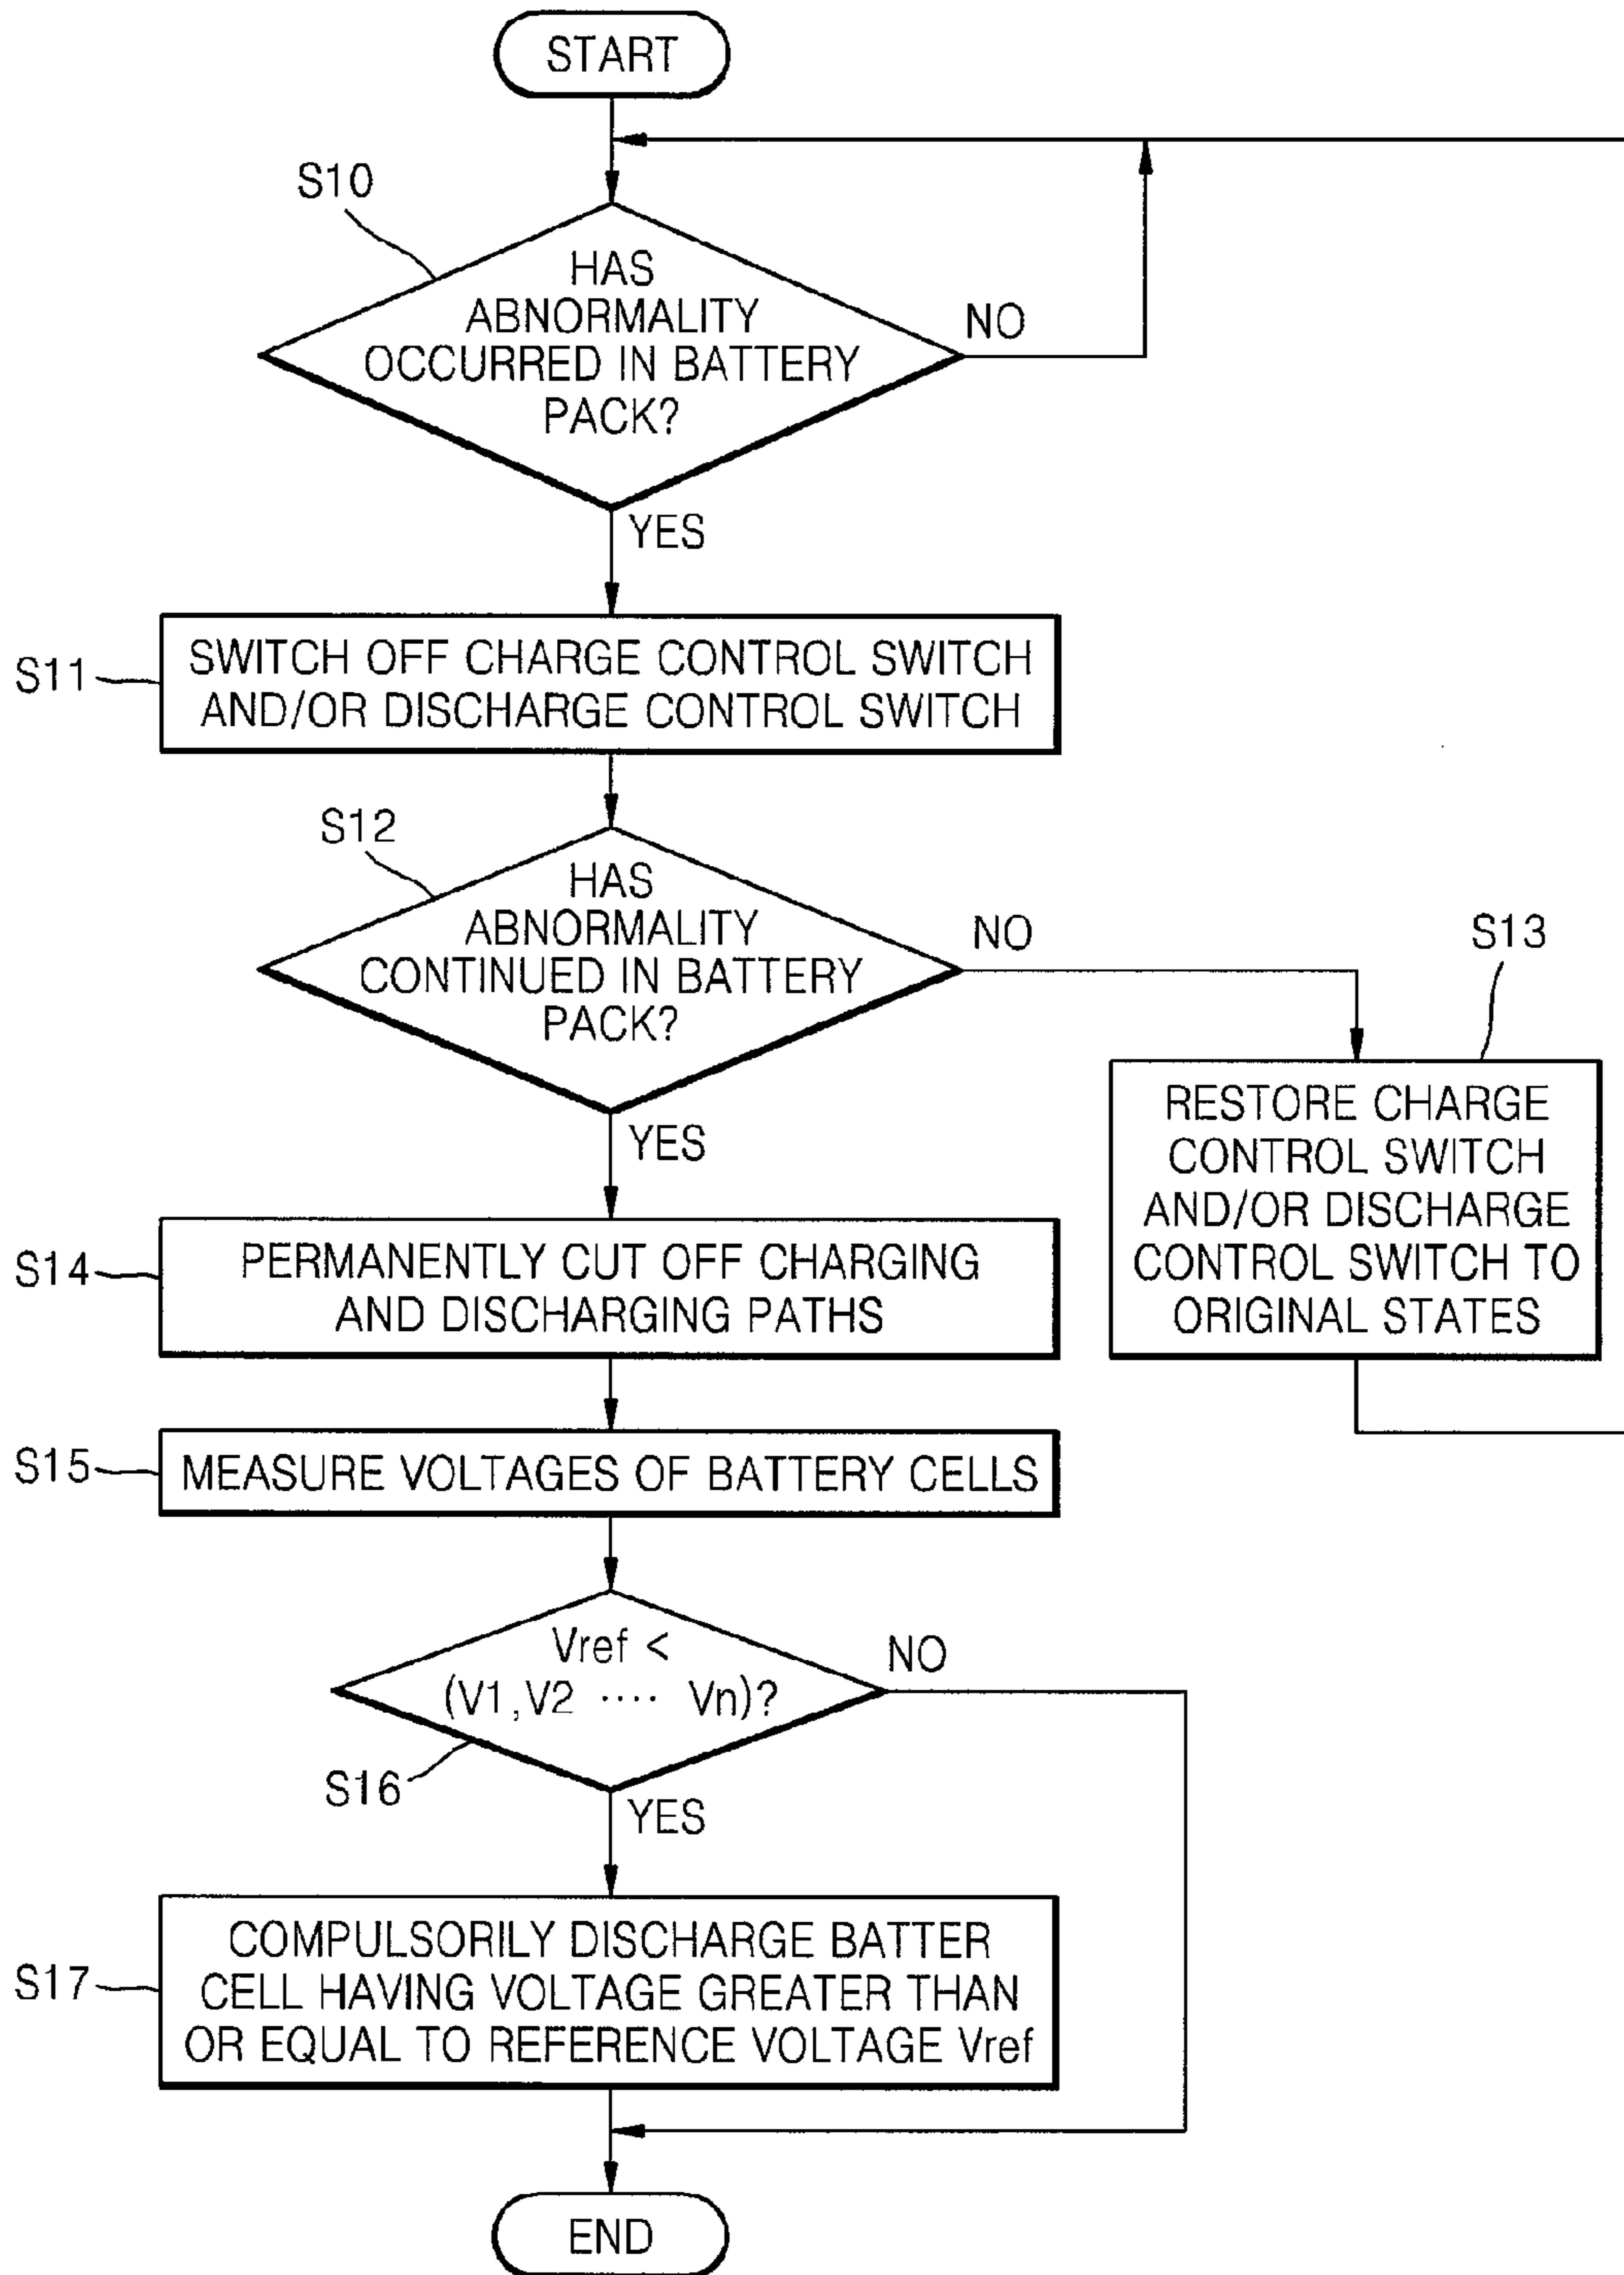 START
S10
HAS
ABNORMALITY
OCCURRED IN BATTERY
PACK?
NO
YES
S11
SWITCH OFF CHARGE CONTROL SWITCH
AND/OR DISCHARGE CONTROL SWITCH
S12
HAS
ABNORMALITY
CONTINUED IN BATTERY
PACK?
NO
YES
S13
RESTORE CHARGE
CONTROL SWITCH
AND/OR DISCHARGE
CONTROL SWITCH TO
ORIGINAL STATES
S14
PERMANENTLY CUT OFF CHARGING
AND DISCHARGING PATHS
S15
MEASURE VOLTAGES OF BATTERY CELLS
Vref <
(V1,V2 ···· Vn)?
NO
S16
YES
S17
COMPULSORILY DISCHARGE BATTER
CELL HAVING VOLTAGE GREATER THAN
OR EQUAL TO REFERENCE VOLTAGE Vref
END